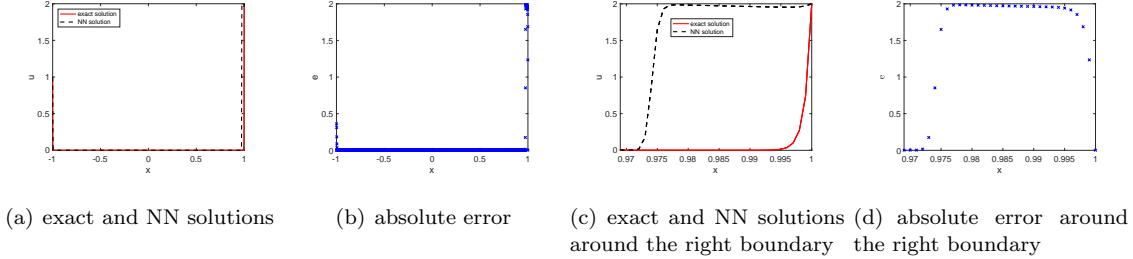 exact solution
NN solution
u
2
1.5
1
0.5
0
-1 -0.5 0 0.5 1
x
e
2
1.5
1
0.5
0
-1 -0.5 0 0.5 1
x
exact solution
NN solution
u
2
1.5
1
0.5
0
0.97 0.975 0.98 0.985 0.99 0.995 1
x
e
2
1.5
1
0.5
0
0.97 0.975 0.98 0.985 0.99 0.995 1
x
(a) exact and NN solutions
(b) absolute error
(c) exact and NN solutions
around the right boundary
(d) absolute error around
the right boundary